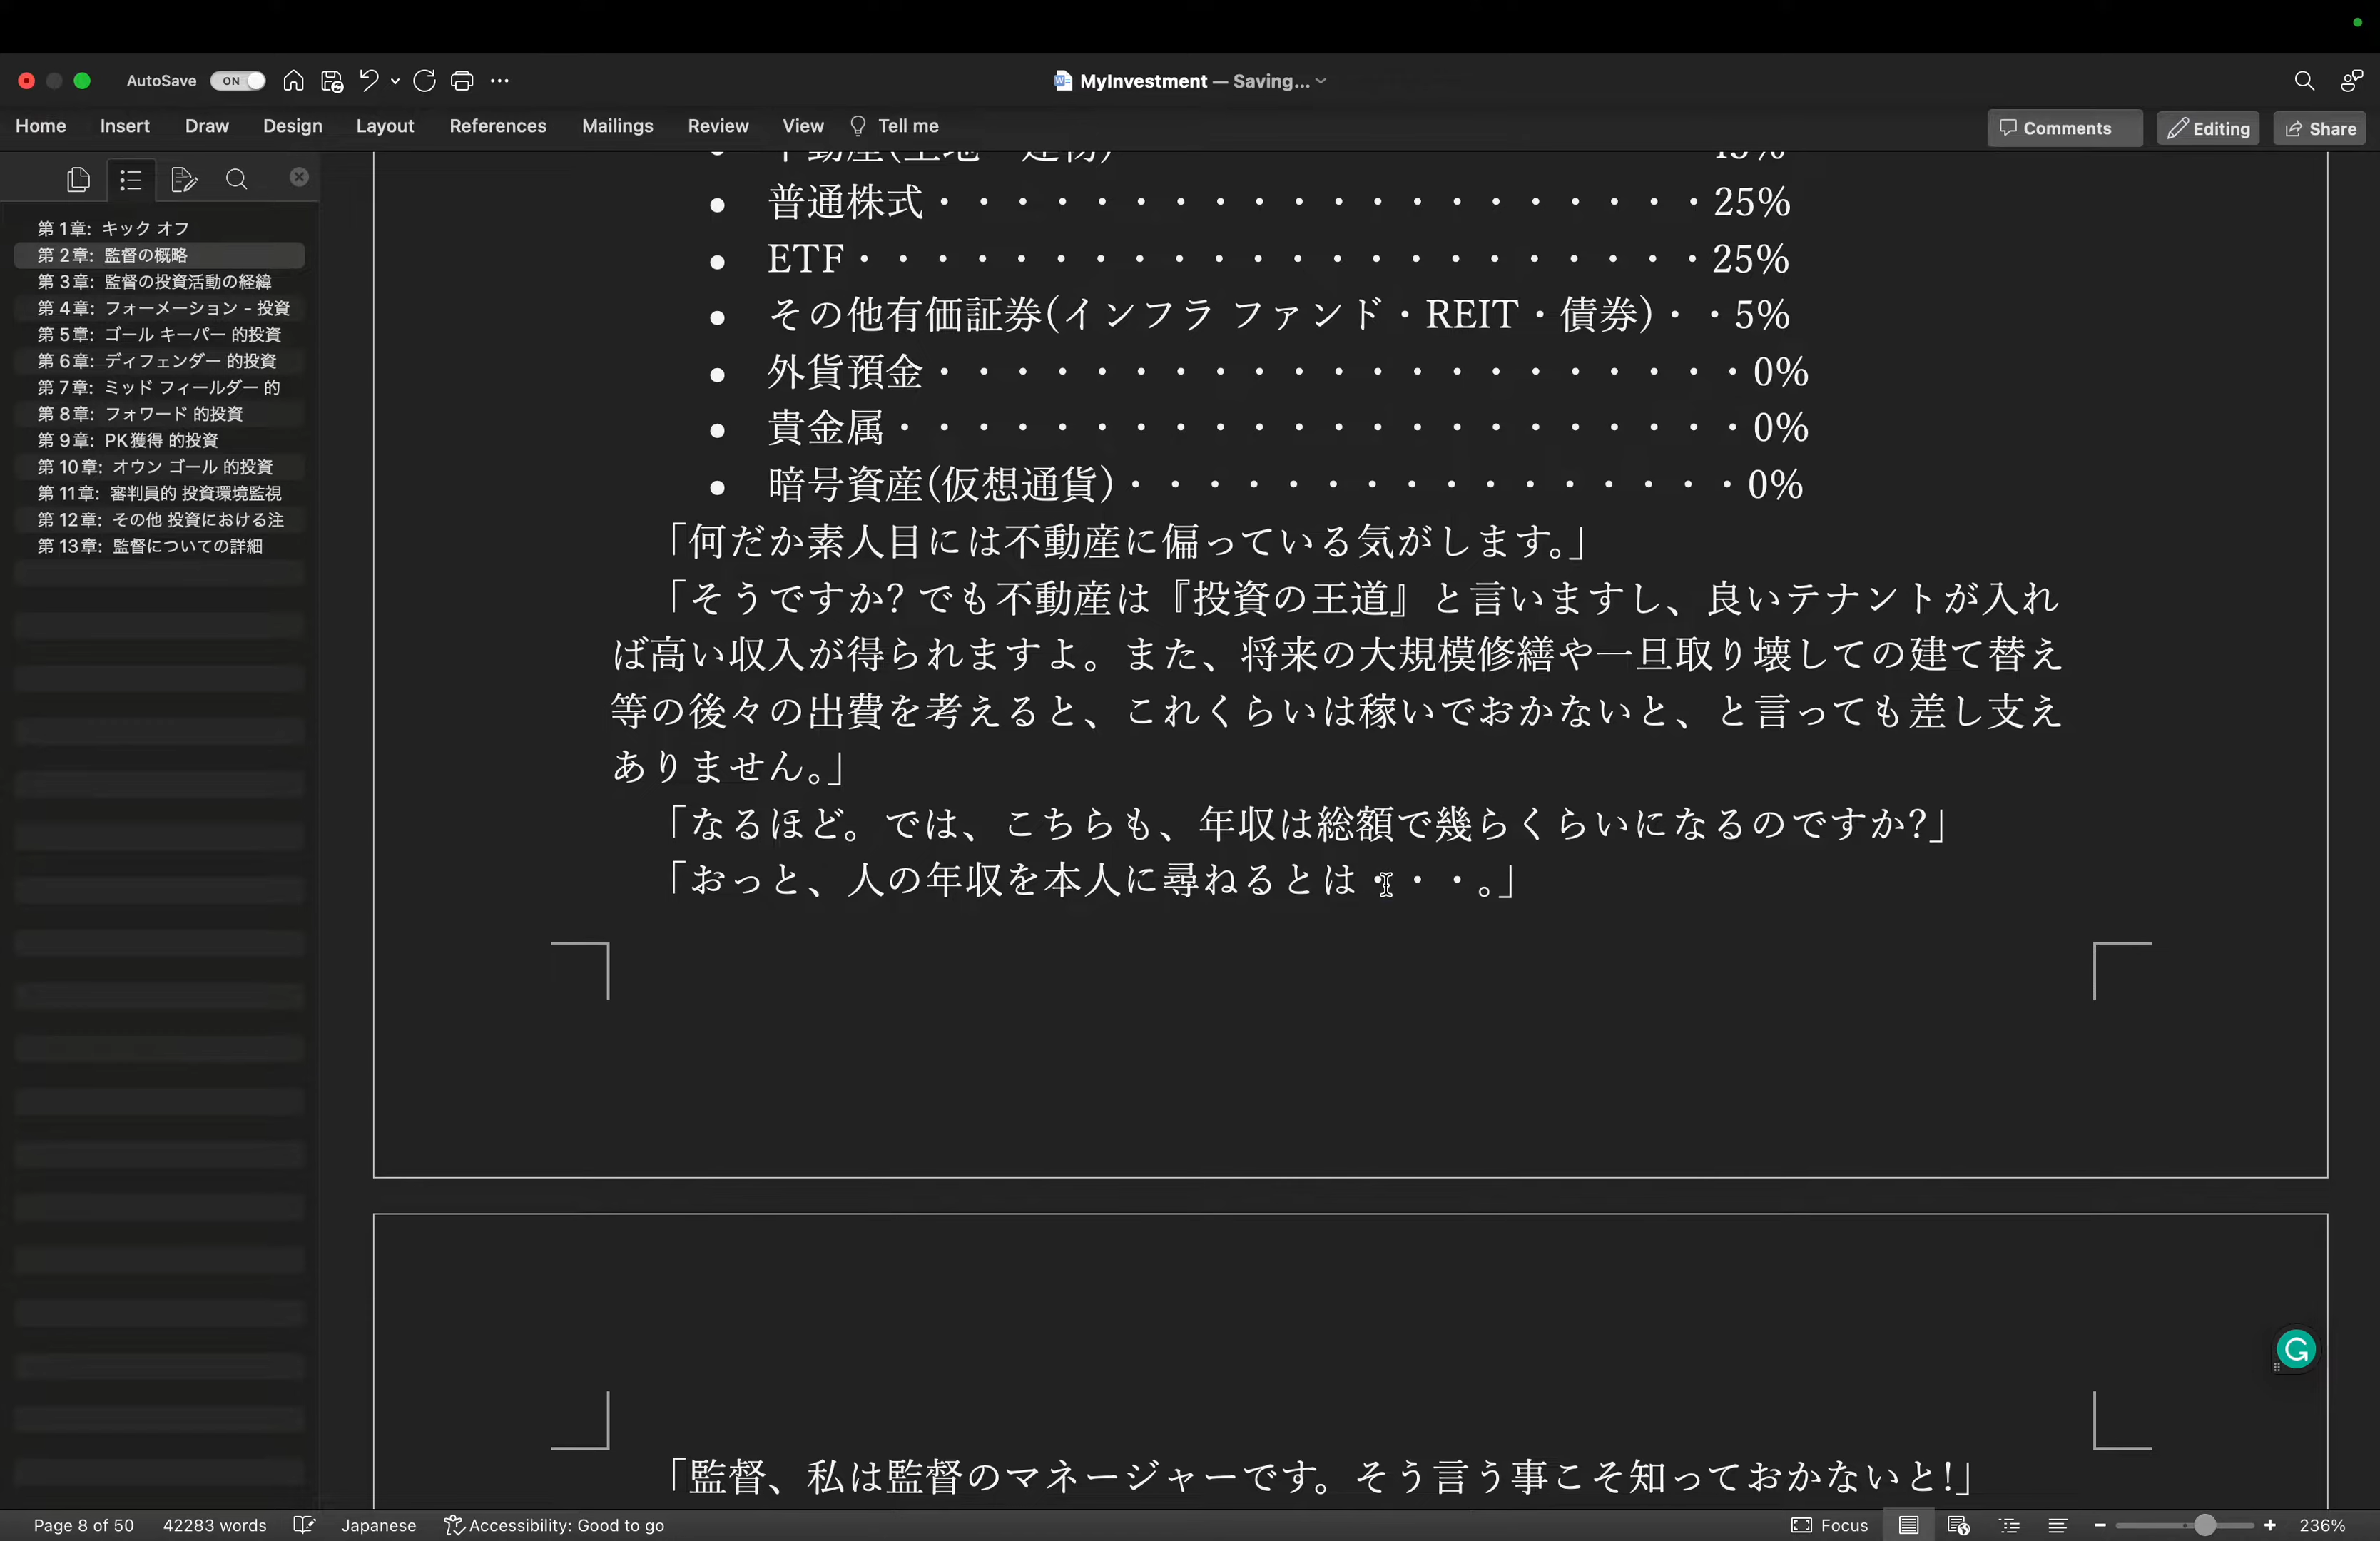 AutoSave ON MyInvestment — Saving...
Home Insert Draw Design Layout References Mailings Review View Tell me Comments Editing Share
第 1章: キック オフ
第 2章: 監督の概略
第 3章: 監督の投資活動の経緯
第 4章: フォーメーション - 投資
第 5章: ゴール キーパー 的投資
第 6章: ディフェンダー 的投資
第 7章: ミッド フィールダー 的
第 8章: フォワード 的投資
第 9章: PK獲得 的投資
第 10章: オウン ゴール 的投資
第 11章: 審判員的 投資環境監視
第 12章: その他 投資における注
第 13章: 監督についての詳細
• 普通株式・・・・・・・・・・・・・・・・・・・・25%
• ETF・・・・・・・・・・・・・・・・・・・・・・25%
• その他有価証券(インフラ ファンド・REIT・債券)・・5%
• 外貨預金・・・・・・・・・・・・・・・・・・・・・0%
• 貴金属・・・・・・・・・・・・・・・・・・・・・・0%
• 暗号資産(仮想通貨)・・・・・・・・・・・・・・・・0%
「何だか素人目には不動産に偏っている気がします。」
「そうですか? でも不動産は『投資の王道』と言いますし、良いテナントが入れ
ば高い収入が得られますよ。また、将来の大規模修繕や一旦取り壊しての建て替え
等の後々の出費を考えると、これくらいは稼いでおかないと、と言っても差し支え
ありません。」
「なるほど。では、こちらも、年収は総額で幾らくらいになるのですか?」
「おっと、人の年収を本人に尋ねるとは・・・。」
「監督、私は監督のマネージャーです。そう言う事こそ知っておかないと!」
Page 8 of 50 42283 words Japanese Accessibility: Good to go Focus 236%